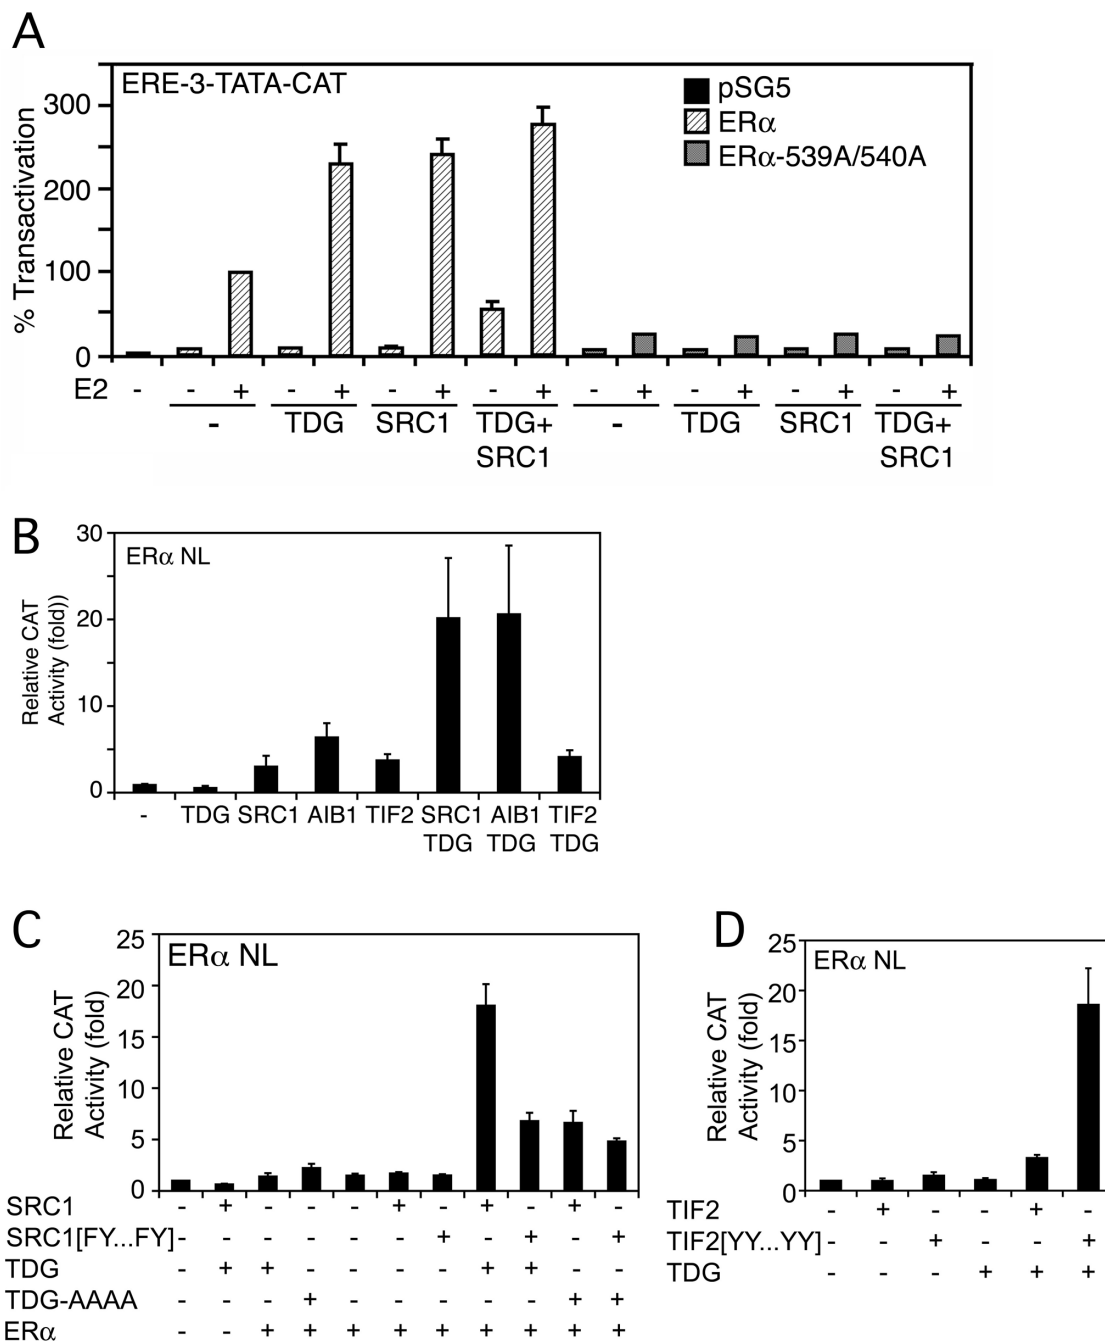 A
ERE-3-TATA-CAT
pSG5
ERα
ERα-539A/540A
% Transactivation
300
200
100
0
E2 - - + - + - + - + - + - + - + - +
- TDG SRC1 TDG+ - TDG SRC1 TDG+
SRC1 SRC1
B
ERα NL
Relative CAT
Activity (fold))
30
20
10
0
- TDG SRC1 AIB1 TIF2 SRC1 AIB1 TIF2
TDG TDG TDG
C
ERα NL
Relative CAT
Activity (fold)
25
20
15
10
5
0
SRC1 - + - - - + - + - + -
SRC1[FY...FY] - - - - - - + - + - +
TDG - + + - - - - + + - -
TDG-AAAA - - - + - - - - - + +
ERα - - + + + + + + + + +
D
ERα NL
Relative CAT
Activity (fold)
25
20
15
10
5
0
TIF2 - + - - + -
TIF2[YY...YY] - - + - - +
TDG - - - + + +